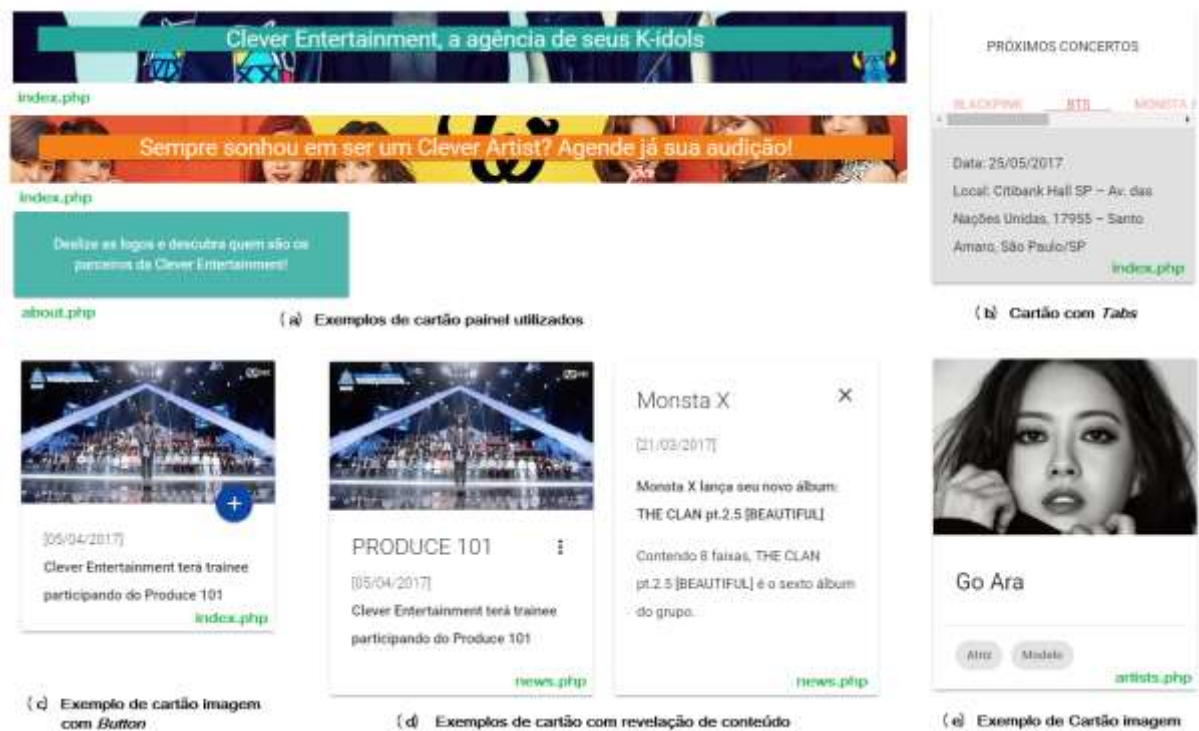 Clever Entertainment, a agência de seus K-idols
index.php
Sempre sonhou em ser um Clever Artist? Agende já sua audição!
index.php
Deslize as logos e descubra quem são os
parceiros da Clever Entertainment!
about.php
(a) Exemplos de cartão painel utilizados
PRÓXIMOS CONCERTOS
BLACKPINK BTS MONSTA
Data: 25/05/2017
Local: Citibank Hall SP – Av. das
Nações Unidas, 17955 – Santo
Amaro, São Paulo/SP
index.php
(b) Cartão com Tabs
[05/04/2017]
Clever Entertainment terá trainee
participando do Produce 101
index.php
(c) Exemplo de cartão imagem
com Button
PRODUCE 101
[05/04/2017]
Clever Entertainment terá trainee
participando do Produce 101
news.php
Monsta X
[21/03/2017]
Monsta X lança seu novo álbum:
THE CLAN pt.2.5 [BEAUTIFUL]
Contendo 8 faixas, THE CLAN
pt.2.5 [BEAUTIFUL] é o sexto álbum
do grupo.
news.php
(d) Exemplos de cartão com revelação de conteúdo
Go Ara
Atriz Modelo
artists.php
(e) Exemplo de Cartão imagem